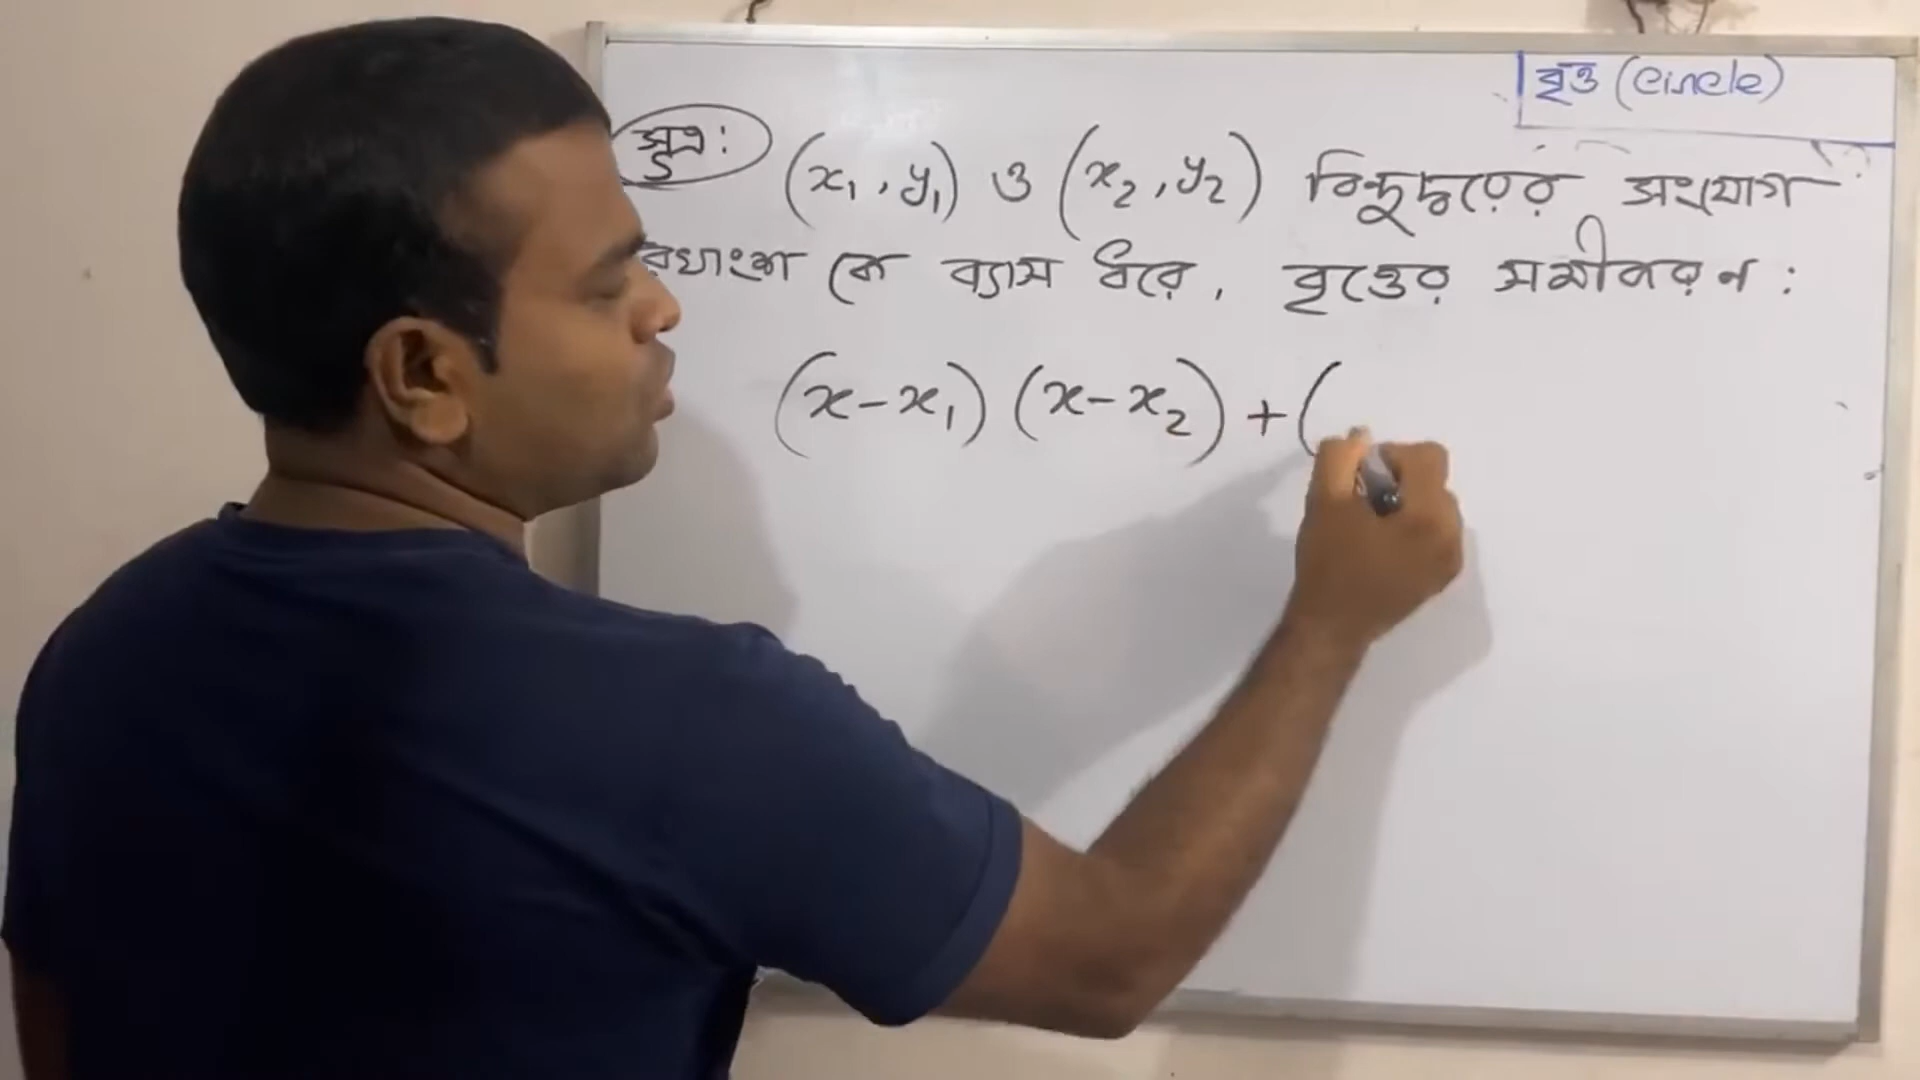 বৃত্ত (Circle)
সূত্র: (x₁, y₁) ও (x₂, y₂) বিন্দুদ্বয়ের সংযোগ
রেখাংশ কে ব্যাস ধরে, বৃত্তের সমীকরণ:
(x-x₁) (x-x₂) + (